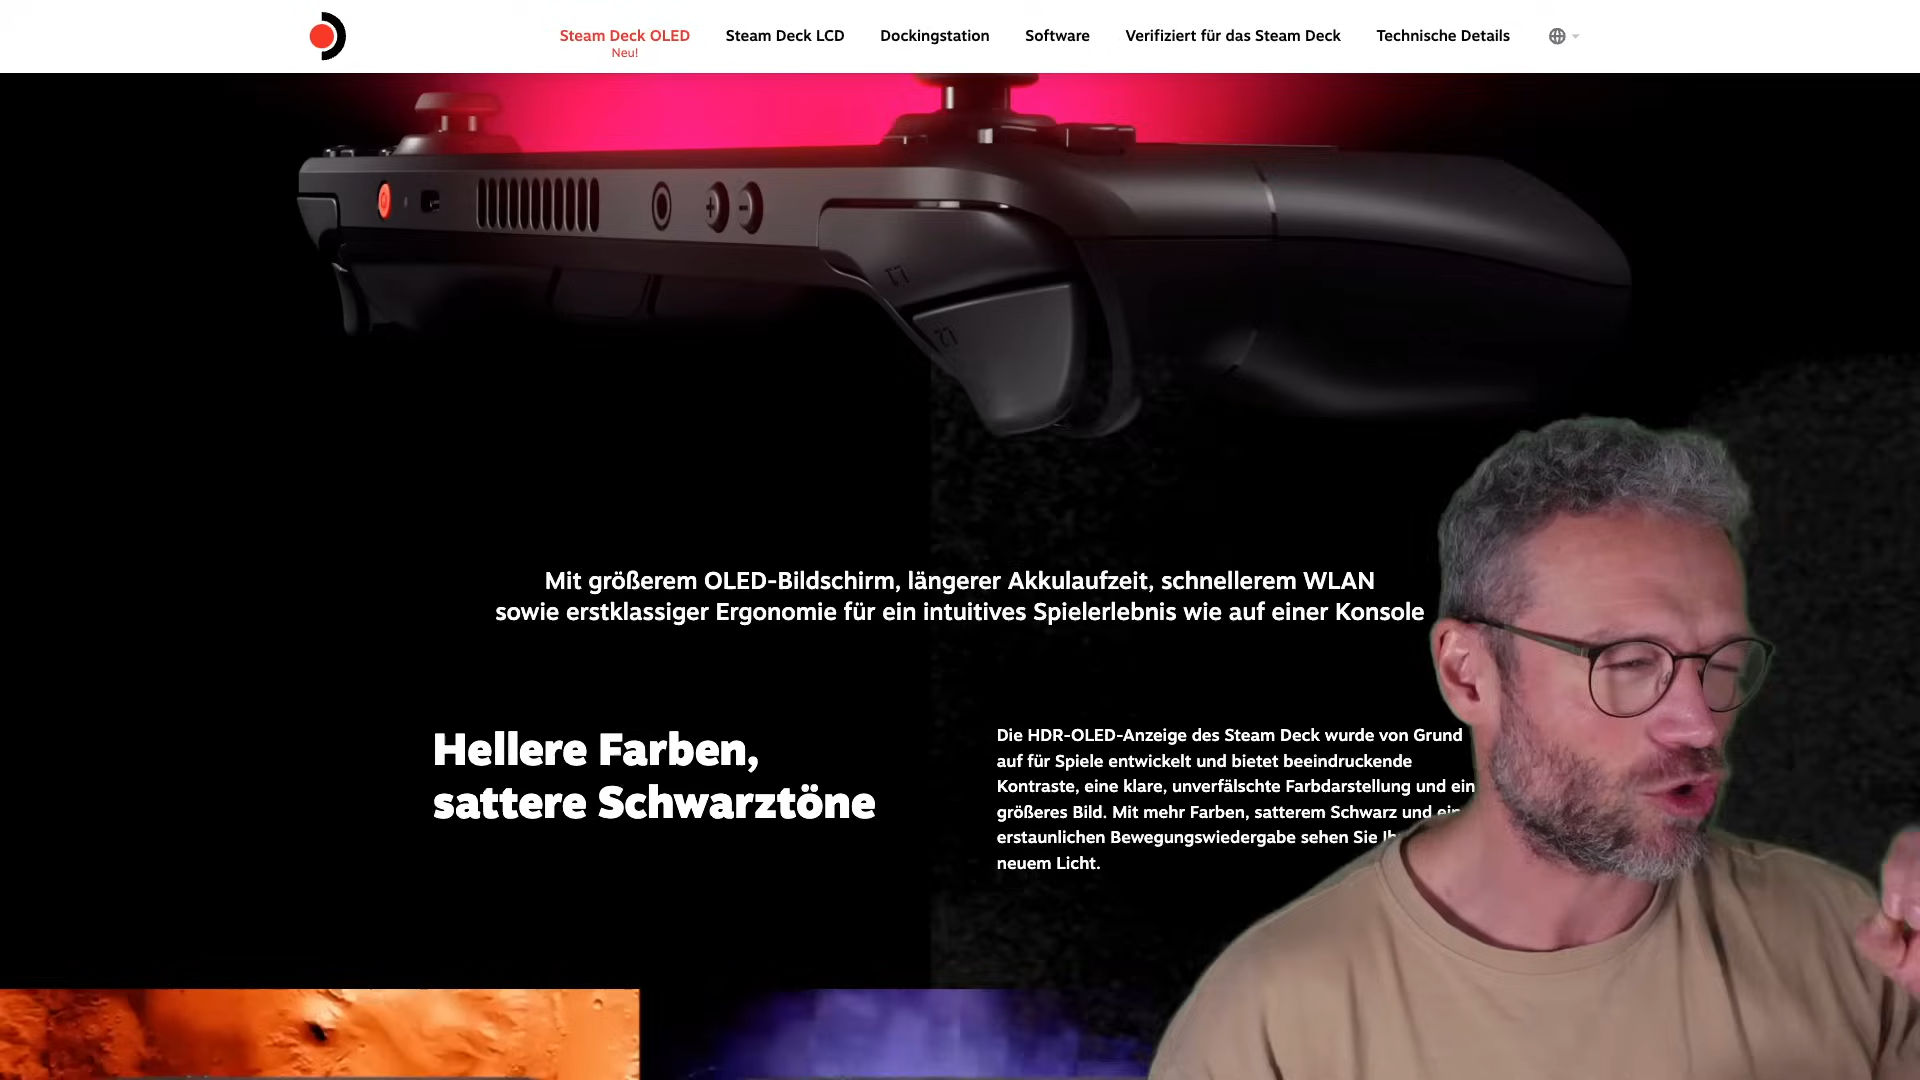 Steam Deck OLED
Neu!
Steam Deck LCD
Dockingstation
Software
Verifiziert für das Steam Deck
Technische Details
L1
L2
Mit größerem OLED-Bildschirm, längerer Akkulaufzeit, schnellerem WLAN
sowie erstklassiger Ergonomie für ein intuitives Spielerlebnis wie auf einer Konsole
Hellere Farben,
sattere Schwarztöne
Die HDR-OLED-Anzeige des Steam Deck wurde von Grund
auf für Spiele entwickelt und bietet beeindruckende
Kontraste, eine klare, unverfälschte Farbdarstellung und ein
größeres Bild. Mit mehr Farben, satterem Schwarz und
erstaunlichen Bewegungswiedergabe sehen Sie
neuem Licht.